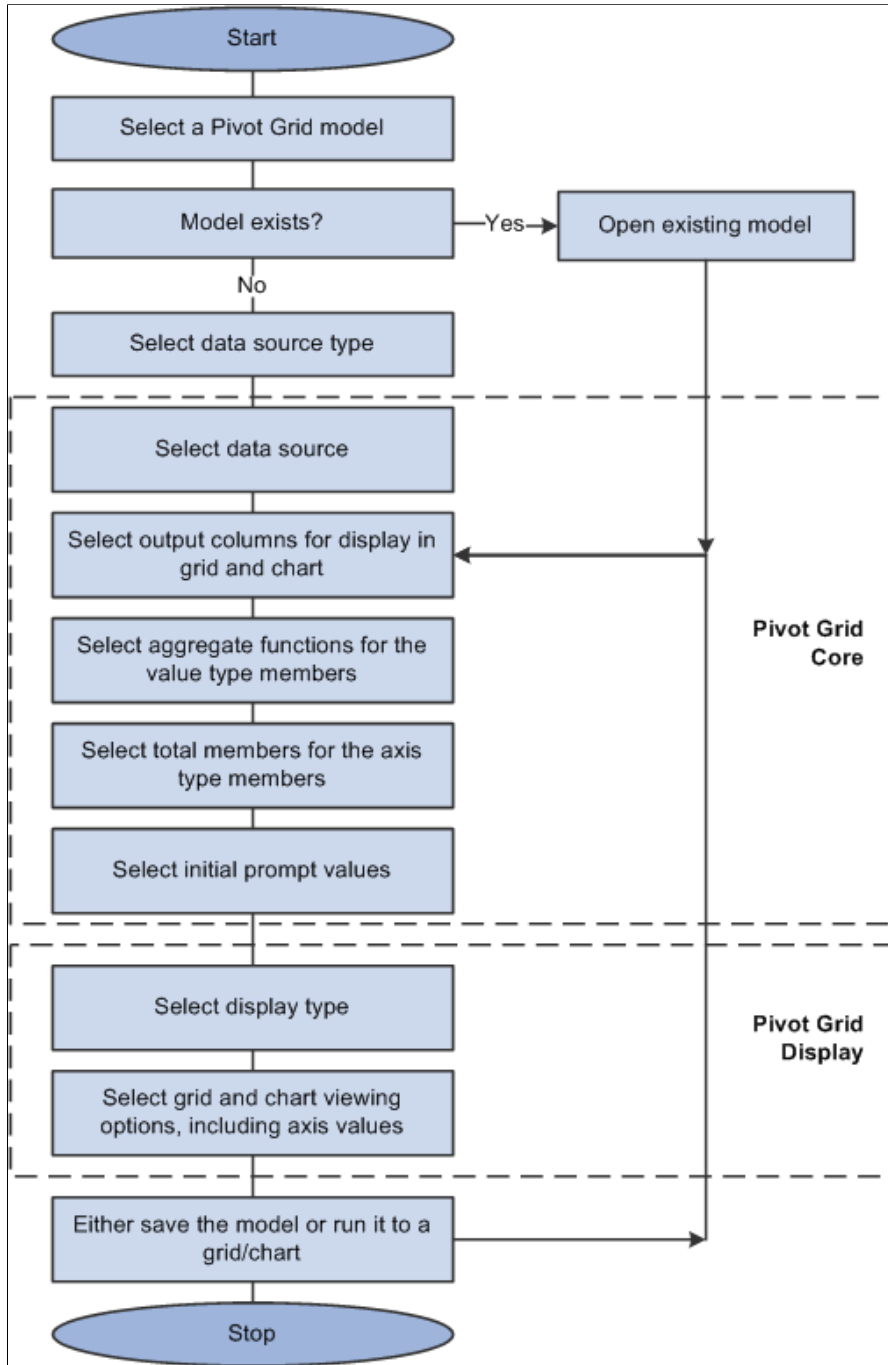 Start
Select a Pivot Grid model
Model exists?
Yes
Open existing model
No
Select data source type
Select data source
Select output columns for display in
grid and chart
Select aggregate functions for the
value type members
Pivot Grid
Core
Select total members for the axis
type members
Select initial prompt values
Select display type
Pivot Grid
Display
Select grid and chart viewing
options, including axis values
Either save the model or run it to a
grid/chart
Stop